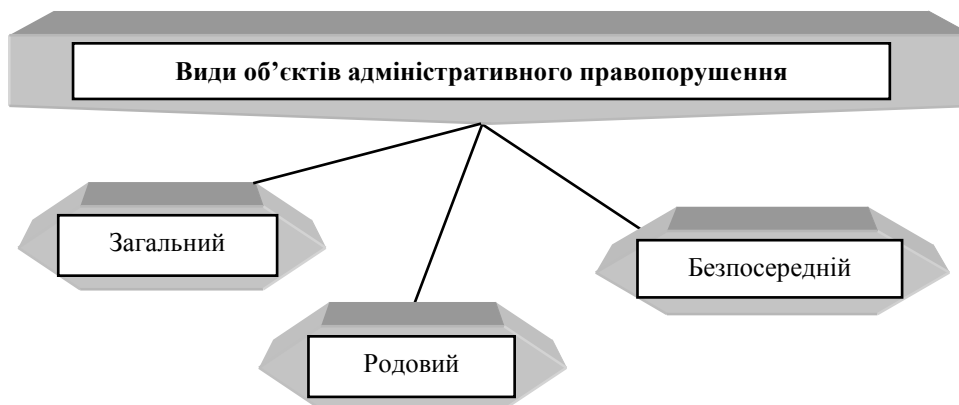 Види об’єктів адміністративного правопорушення
Загальний
Безпосередній
Родовий